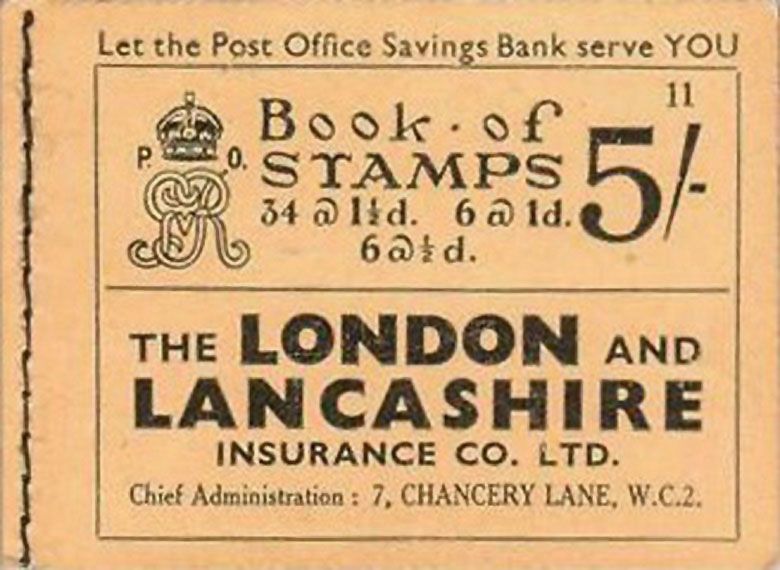 Let the Post Office Savings Bank serve YOU
11
Book of
STAMPS
5/-
P. O.
34 @ 1½d. 6 @ 1d.
6 @ ½d.
THE LONDON AND
LANCASHIRE
INSURANCE CO. LTD.
Chief Administration : 7, CHANCERY LANE, W.C.2.